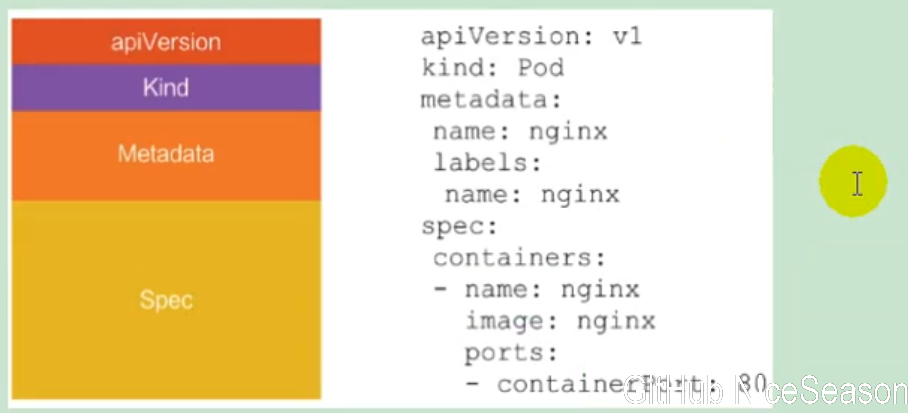 apiVersion
Kind
Metadata
Spec
apiVersion: v1
kind: Pod
metadata:
 name: nginx
 labels:
  name: nginx
spec:
 containers:
 - name: nginx
   image: nginx
   ports:
   - containerPort: 80
GitHub NiceSeason